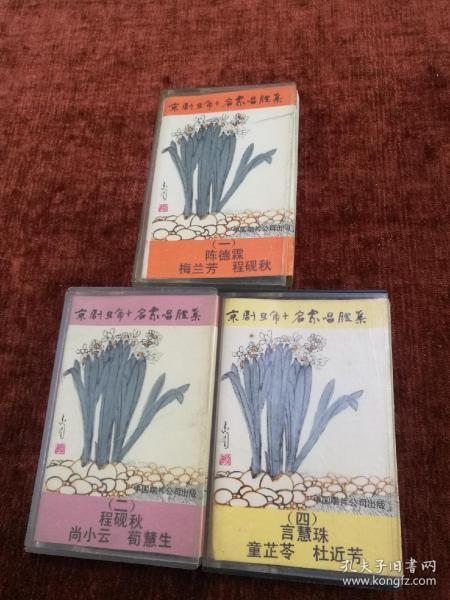 京剧旦角十名家唱腔集
中国唱片公司出版
(一)
陈德霖
梅兰芳 程砚秋
京剧旦角十名家唱腔集
中国唱片公司出版
(二)
程砚秋
尚小云 荀慧生
京剧旦角十名家唱腔集
中国唱片公司出版
(四)
言慧珠
童芷苓 杜近芳
孔夫子旧书网